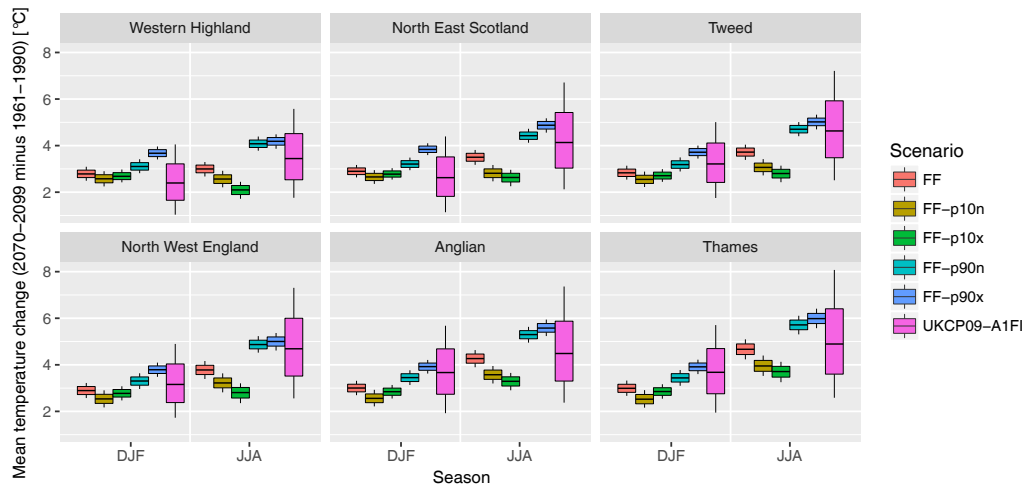 Mean temperature change (2070−2099 minus 1961−1990) [°C]
Western Highland
North East Scotland
Tweed
8
6
4
2
North West England
Anglian
Thames
8
6
4
2
DJF
JJA
DJF
JJA
DJF
JJA
Season
Scenario
FF
FF−p10n
FF−p10x
FF−p90n
FF−p90x
UKCP09−A1FI